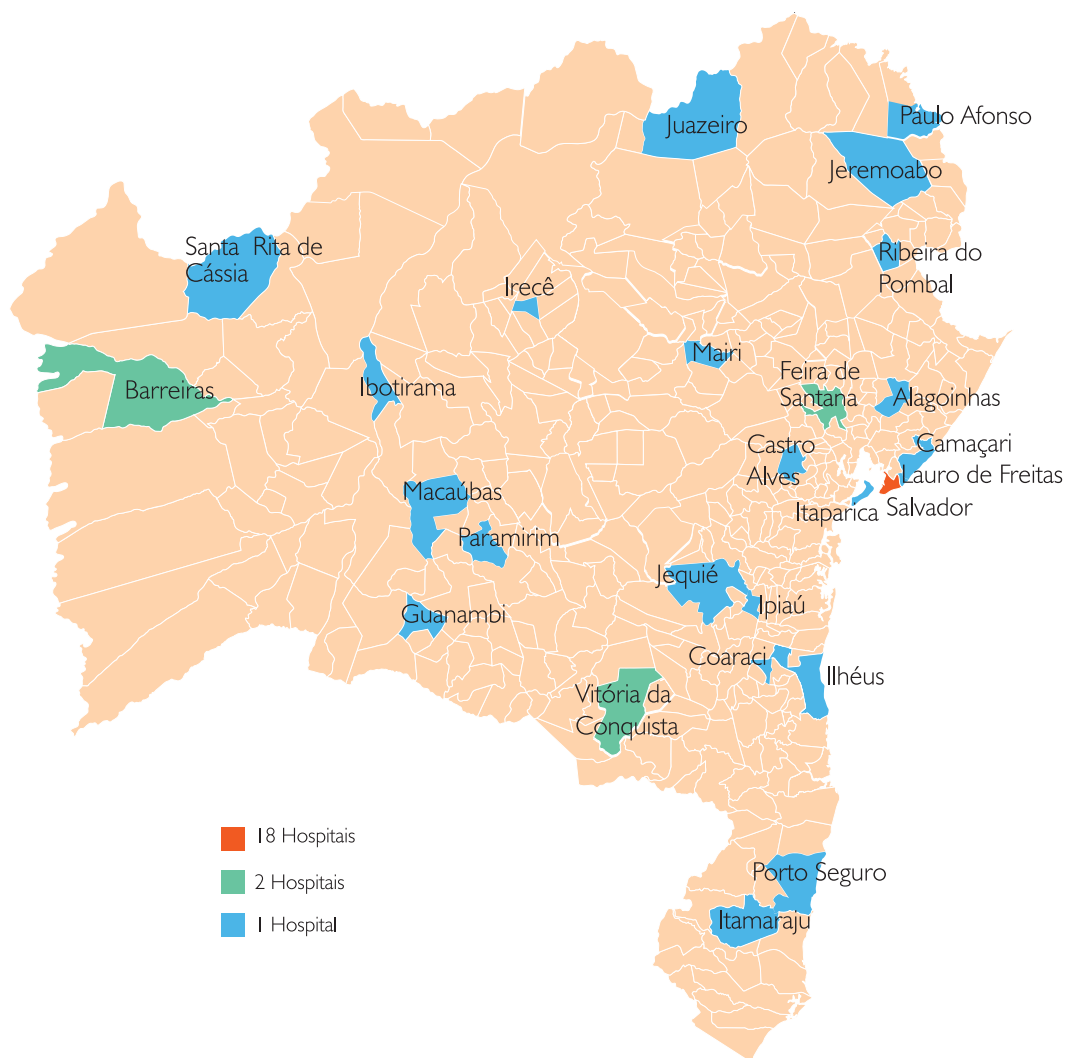 Juazeiro
Paulo Afonso
Jeremoabo
Santa Rita de
Cássia
Ribeira do
Pombal
Irecê
Mairi
Barreiras
Ibotirama
Feira de
Santana
Alagoinhas
Castro
Alves
Camaçari
Lauro de Freitas
Macaúbas
Itaparica
Salvador
Paramirim
Jequié
Ipiaú
Guanambi
Coaraci
Ilhéus
Vitória da
Conquista
18 Hospitais
2 Hospitais
1 Hospital
Porto Seguro
Itamaraju